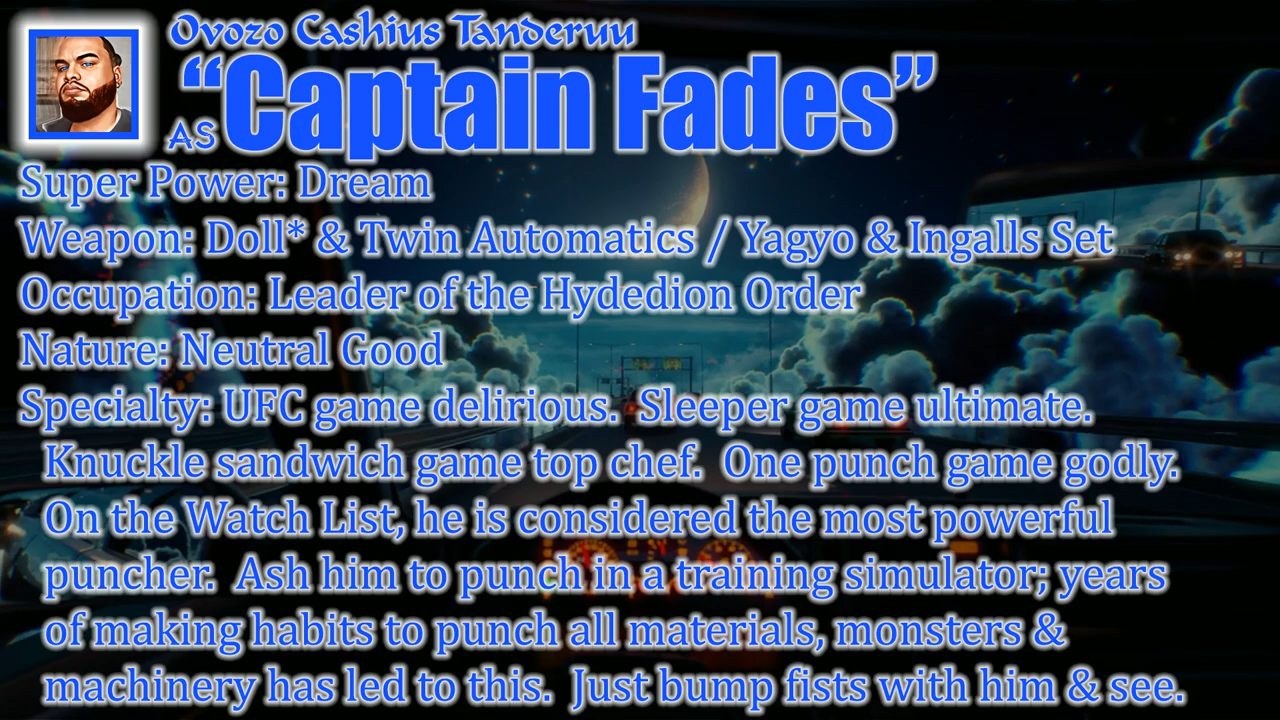 Ovozo Cashius Tanderuu
AS “Captain Fades”
Super Power: Dream
Weapon: Doll* & Twin Automatics / Yagyo & Ingalls Set
Occupation: Leader of the Hydedion Order
Nature: Neutral Good
Specialty: UFC game delirious. Sleeper game ultimate.
Knuckle sandwich game top chef. One punch game godly.
On the Watch List, he is considered the most powerful
puncher. Ash him to punch in a training simulator; years
of making habits to punch all materials, monsters &
machinery has led to this. Just bump fists with him & see.